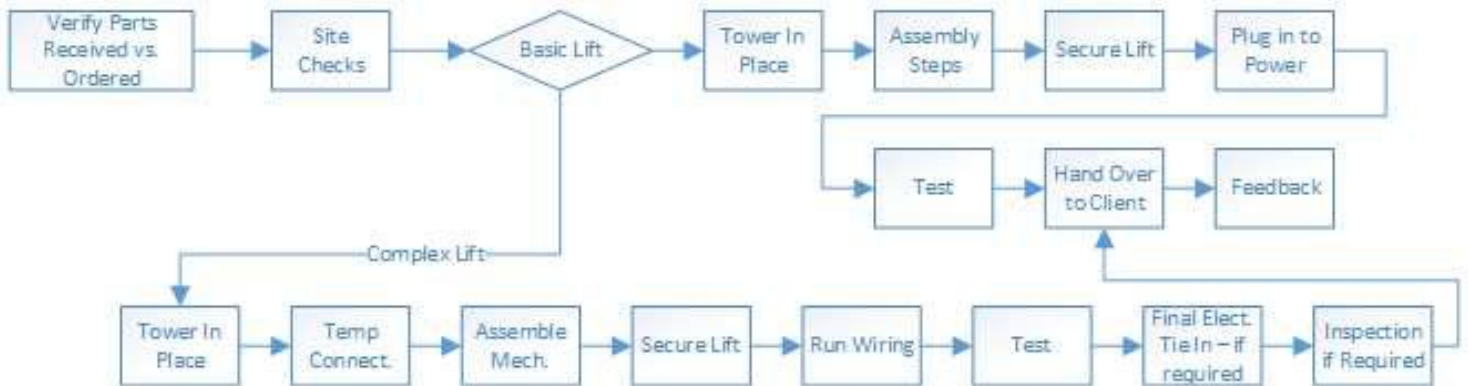 Verify Parts
Received vs.
Ordered
Site
Checks
Basic Lift
Tower In
Place
Assembly
Steps
Secure Lift
Plug in to
Power
Test
Hand Over
to Client
Feedback
Complex Lift
Tower In
Place
Temp
Connect.
Assemble
Mech.
Secure Lift
Run Wiring
Test
Final Elect.
Tie In – if
required
Inspection
if Required